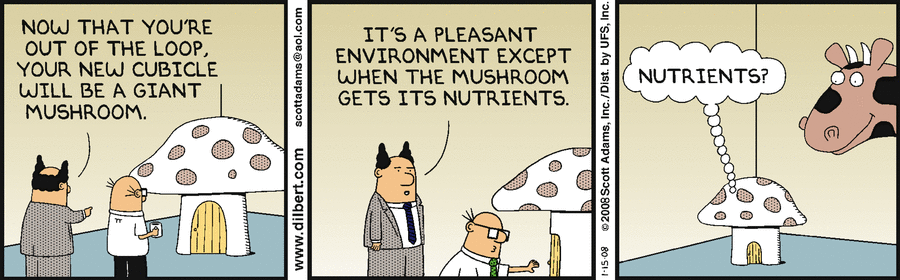 NOW THAT YOU'RE
OUT OF THE LOOP,
YOUR NEW CUBICLE
WILL BE A GIANT
MUSHROOM.
www.dilbert.com
scottadams@aol.com
IT'S A PLEASANT
ENVIRONMENT EXCEPT
WHEN THE MUSHROOM
GETS ITS NUTRIENTS.
1-15-08 ©2008 Scott Adams, Inc./Dist. by UFS, Inc.
NUTRIENTS?